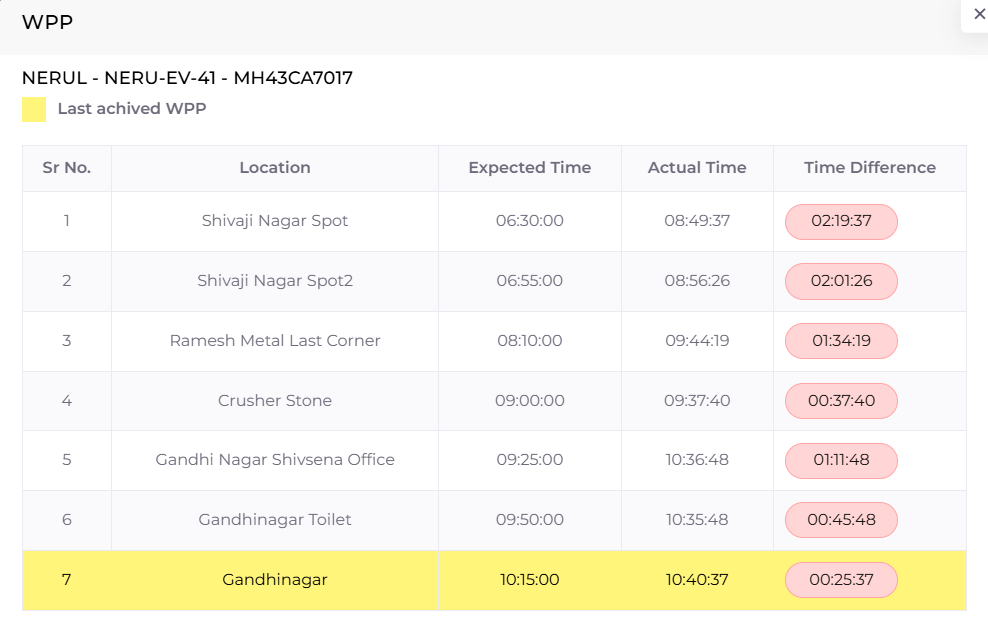 WPP
×
NERUL - NERU-EV-41 - MH43CA7017
Last achived WPP
Sr No. Location Expected Time Actual Time Time Difference
1 Shivaji Nagar Spot 06:30:00 08:49:37 02:19:37
2 Shivaji Nagar Spot2 06:55:00 08:56:26 02:01:26
3 Ramesh Metal Last Corner 08:10:00 09:44:19 01:34:19
4 Crusher Stone 09:00:00 09:37:40 00:37:40
5 Gandhi Nagar Shivsena Office 09:25:00 10:36:48 01:11:48
6 Gandhinagar Toilet 09:50:00 10:35:48 00:45:48
7 Gandhinagar 10:15:00 10:40:37 00:25:37